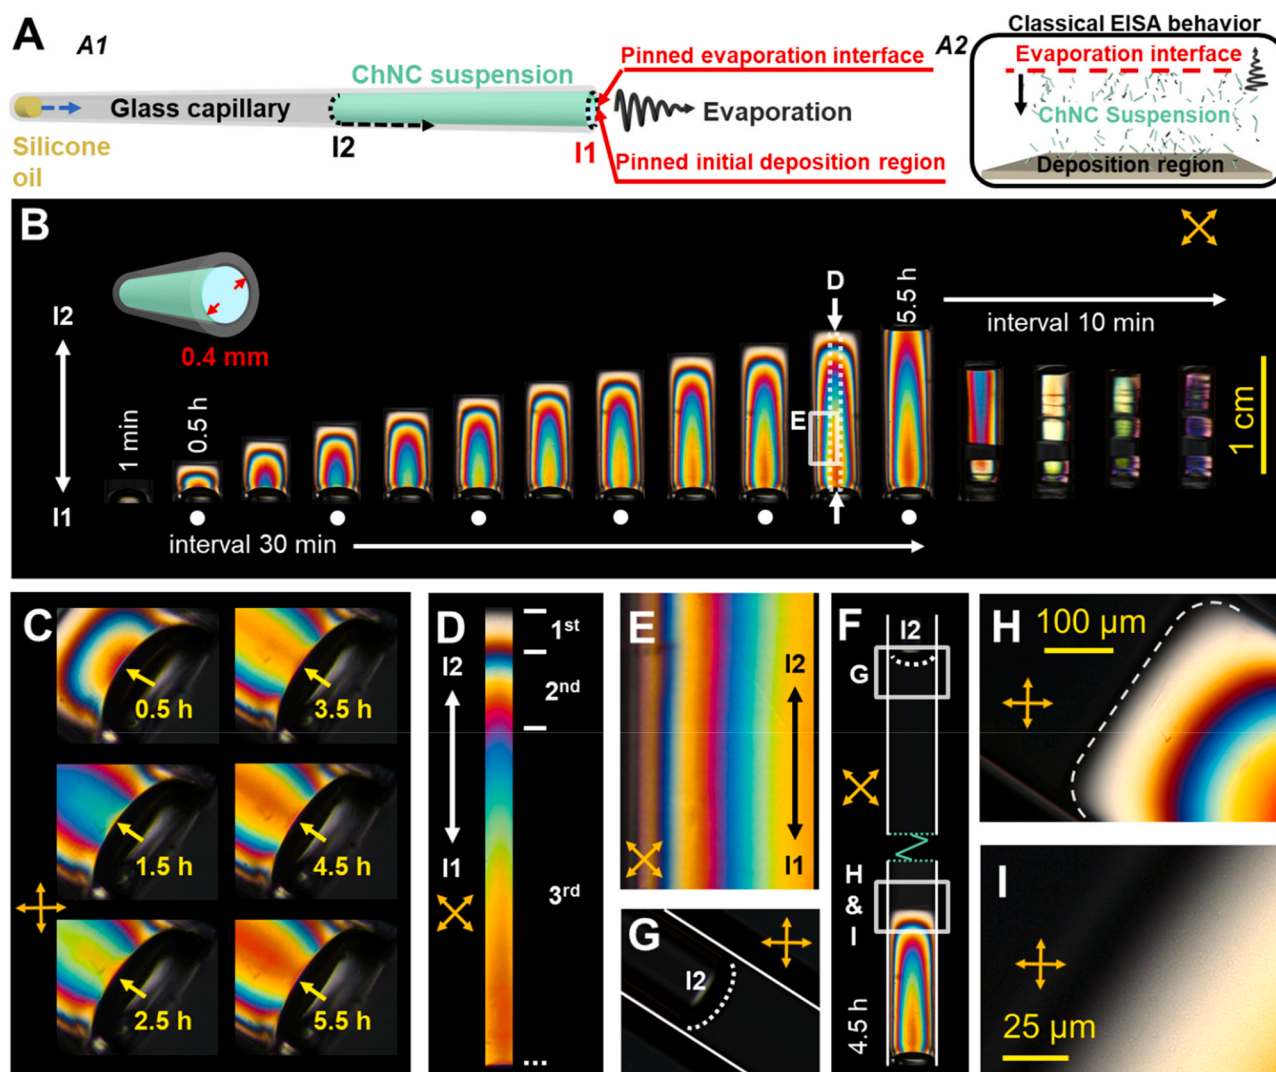 A
A1
Pinned evaporation interface
A2
Classical EISA behavior
Evaporation interface
ChNC suspension
Glass capillary
Evaporation
ChNC Suspension
Silicone
oil
I2
I1
Pinned initial deposition region
Deposition region
B
I2
I1
0.4 mm
1 min
0.5 h
D
E
5.5 h
interval 10 min
1 cm
interval 30 min
C
0.5 h
3.5 h
1.5 h
4.5 h
2.5 h
5.5 h
D
I2
I1
1st
2nd
3rd
...
E
I2
I1
F
I2
G
H
&
I
4.5 h
G
I2
H
100 µm
I
25 µm